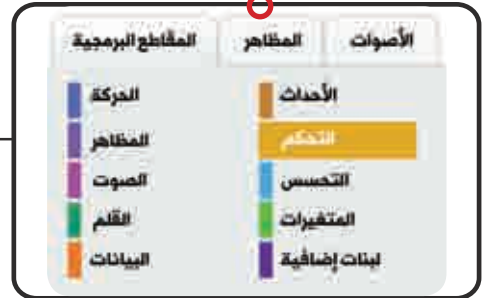 الأصوات المظاهر المقاطع البرمجية
الأحداث الحركة
التحكم المظاهر
التحسس الصوت
المتغيرات القلم
لبنات إضافية البيانات